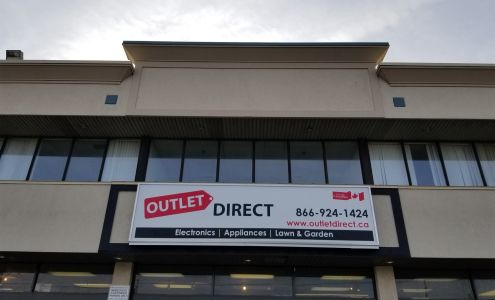 OUTLET DIRECT
866-924-1424
www.outletdirect.ca
Electronics | Appliances | Lawn & Garden